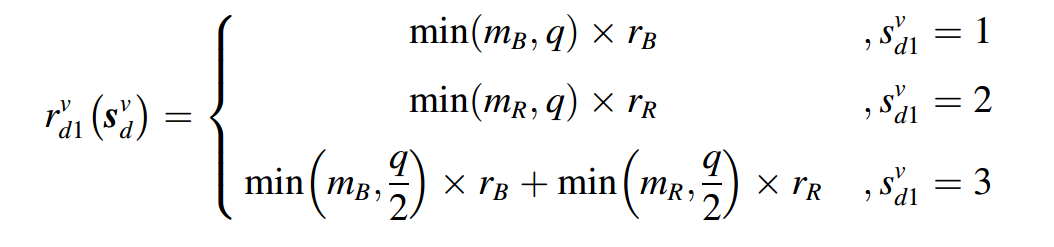 min(m_B, q) × r_B , s^v_{d1} = 1
r^v_{d1}(s^v_d) = { min(m_R, q) × r_R , s^v_{d1} = 2
min(m_B, q/2) × r_B + min(m_R, q/2) × r_R , s^v_{d1} = 3